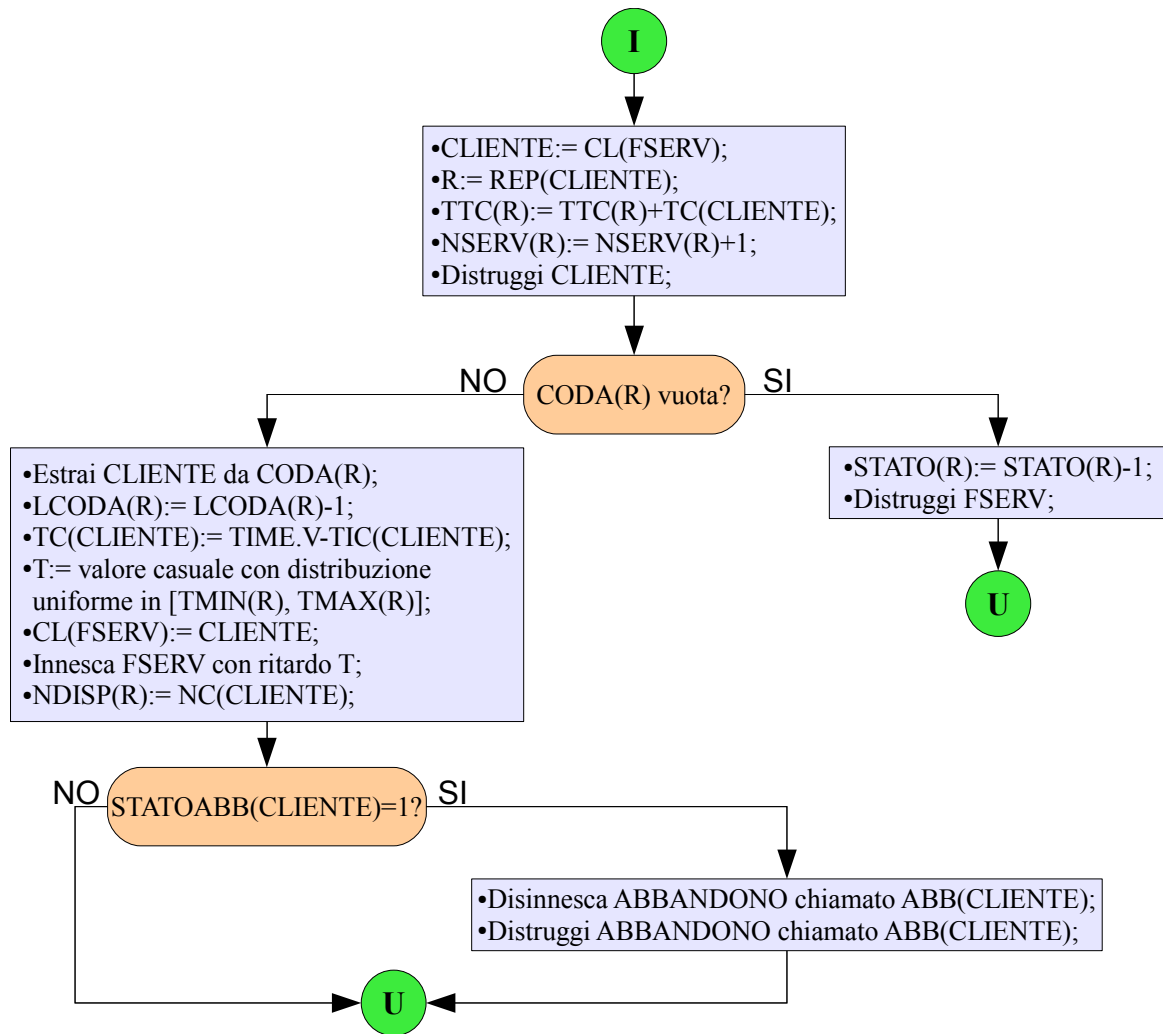 I
•CLIENTE:= CL(FSERV);
•R:= REP(CLIENTE);
•TTC(R):= TTC(R)+TC(CLIENTE);
•NSERV(R):= NSERV(R)+1;
•Distruggi CLIENTE;
NO
CODA(R) vuota?
SI
•Estrai CLIENTE da CODA(R);
•LCODA(R):= LCODA(R)-1;
•TC(CLIENTE):= TIME.V-TIC(CLIENTE);
•T:= valore casuale con distribuzione
uniforme in [TMIN(R), TMAX(R)];
•CL(FSERV):= CLIENTE;
•Innesca FSERV con ritardo T;
•NDISP(R):= NC(CLIENTE);
•STATO(R):= STATO(R)-1;
•Distruggi FSERV;
U
NO
STATOABB(CLIENTE)=1?
SI
•Disinnesca ABBANDONO chiamato ABB(CLIENTE);
•Distruggi ABBANDONO chiamato ABB(CLIENTE);
U